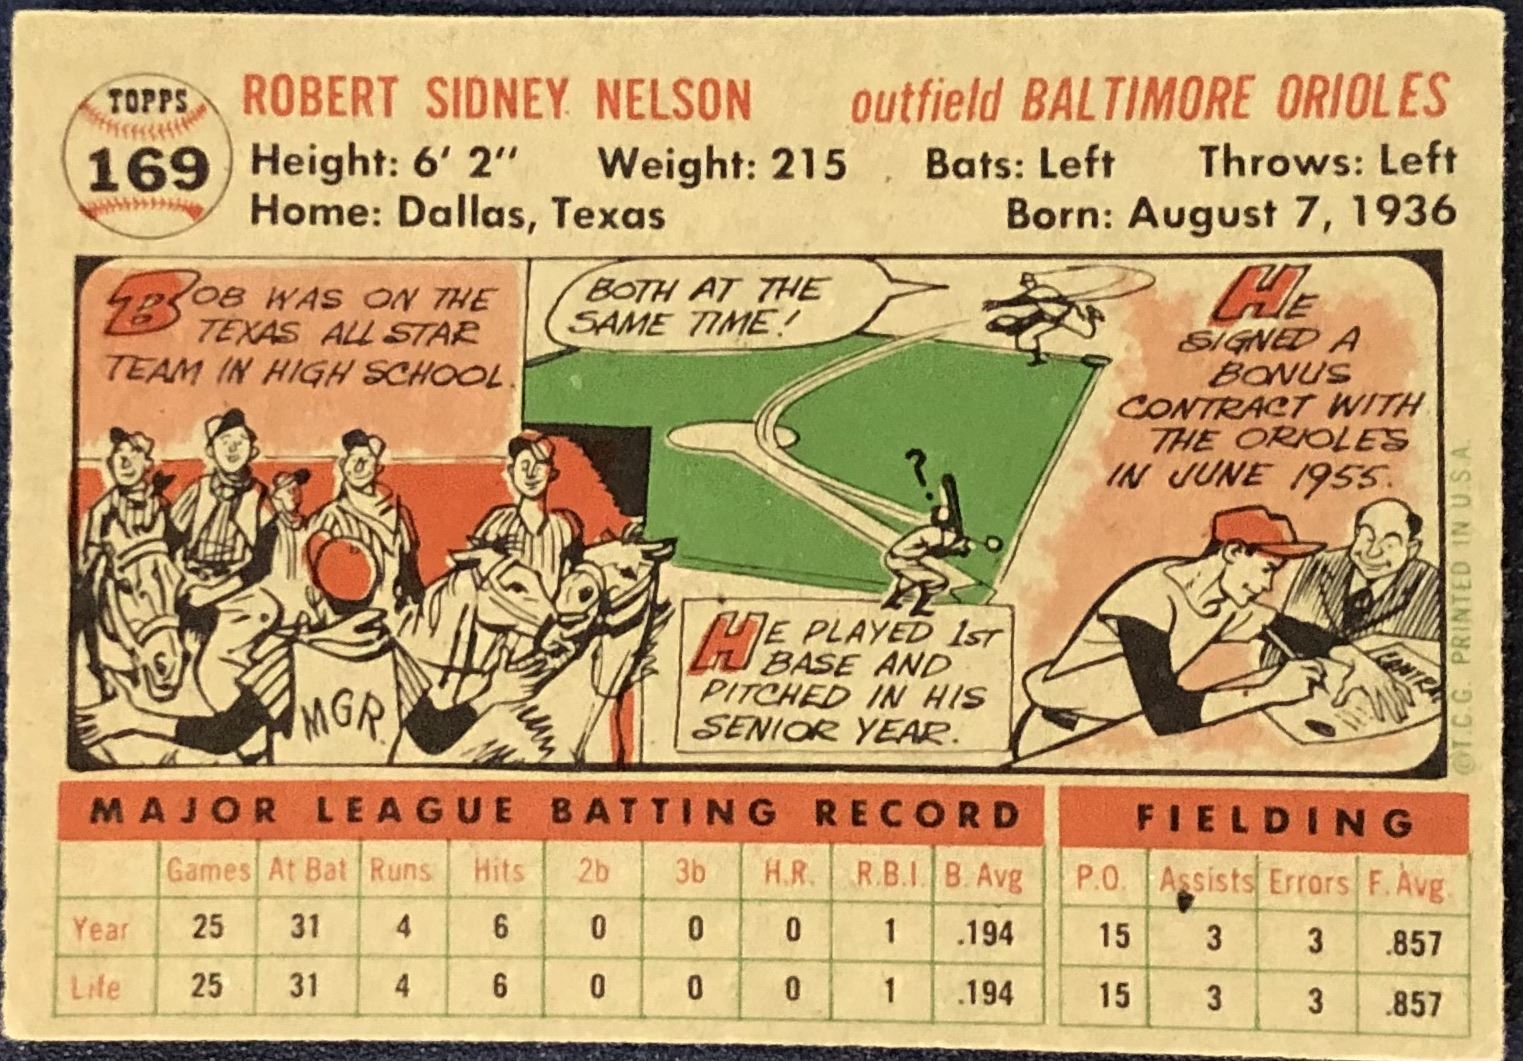 TOPPS
169
ROBERT SIDNEY NELSON outfield BALTIMORE ORIOLES
Height: 6' 2" Weight: 215 Bats: Left Throws: Left
Home: Dallas, Texas Born: August 7, 1936
BOB WAS ON THE
TEXAS ALL STAR
TEAM IN HIGH SCHOOL.
MGR.
BOTH AT THE
SAME TIME!
?
HE PLAYED 1ST
BASE AND
PITCHED IN HIS
SENIOR YEAR.
HE
SIGNED A
BONUS
CONTRACT WITH
THE ORIOLES
IN JUNE 1955.
CONTRA
©T.C.G. PRINTED IN U.S.A.
MAJOR LEAGUE BATTING RECORD FIELDING
Games At Bat Runs Hits 2b 3b H.R. R.B.I. B. Avg P.O. Assists Errors F. Avg.
Year 25 31 4 6 0 0 0 1 .194 15 3 3 .857
Life 25 31 4 6 0 0 0 1 .194 15 3 3 .857